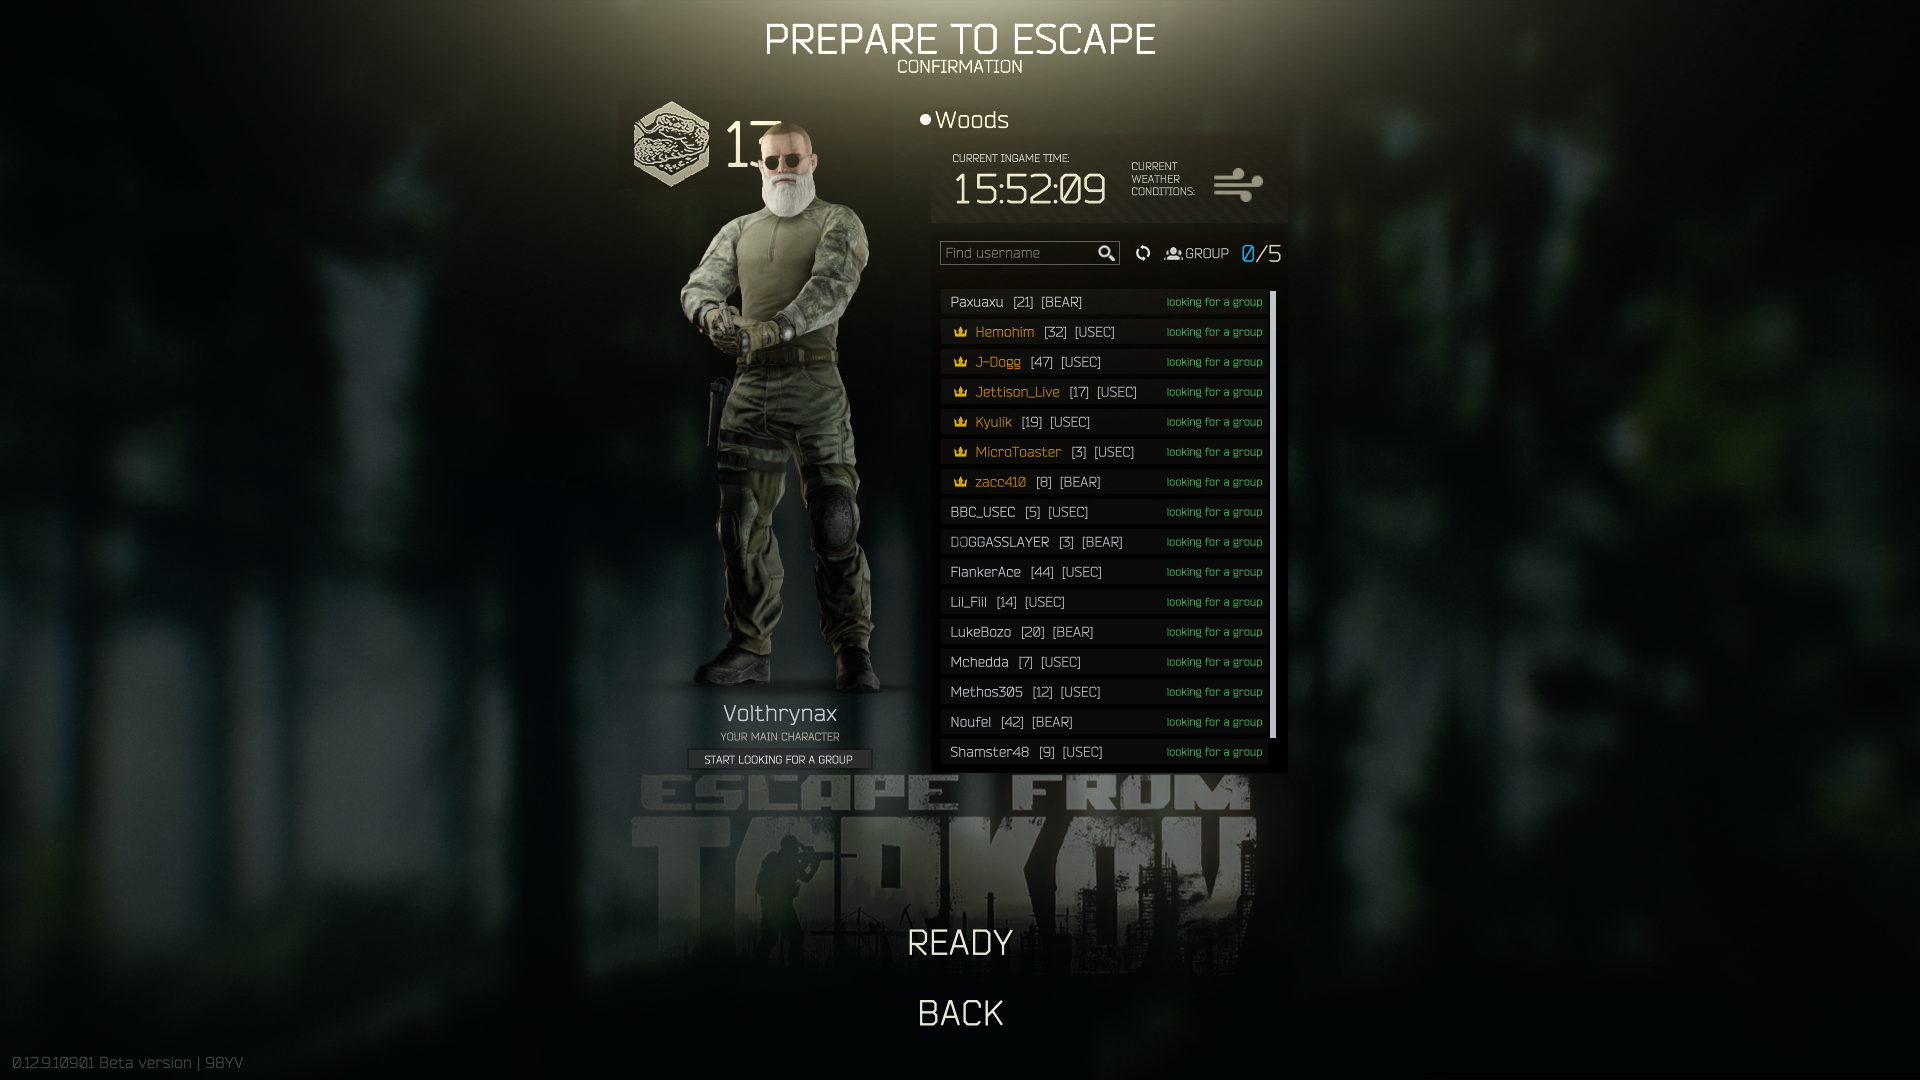 PREPARE TO ESCAPE
CONFIRMATION
Woods
CURRENT INGAME TIME:
15:52:09
CURRENT
WEATHER
CONDITIONS:
Find username
GROUP 0/5
Paxuaxu [21] [BEAR] looking for a group
Hemohim [32] [USEC] looking for a group
J-Dogg [47] [USEC] looking for a group
Jettison_Live [17] [USEC] looking for a group
Kyulik [19] [USEC] looking for a group
MicroToaster [3] [USEC] looking for a group
zacc410 [8] [BEAR] looking for a group
BBC_USEC [5] [USEC] looking for a group
DOGGASSLAYER [3] [BEAR] looking for a group
FlankerAce [44] [USEC] looking for a group
Lil_Fiil [14] [USEC] looking for a group
LukeBozo [20] [BEAR] looking for a group
Mchedda [7] [USEC] looking for a group
Methos305 [12] [USEC] looking for a group
Noufel [42] [BEAR] looking for a group
Shamster48 [9] [USEC] looking for a group
Volthrynax
YOUR MAIN CHARACTER
START LOOKING FOR A GROUP
ESCAPE FROM
TARKOV
READY
BACK
0.12.9.10901 Beta version | 98YV